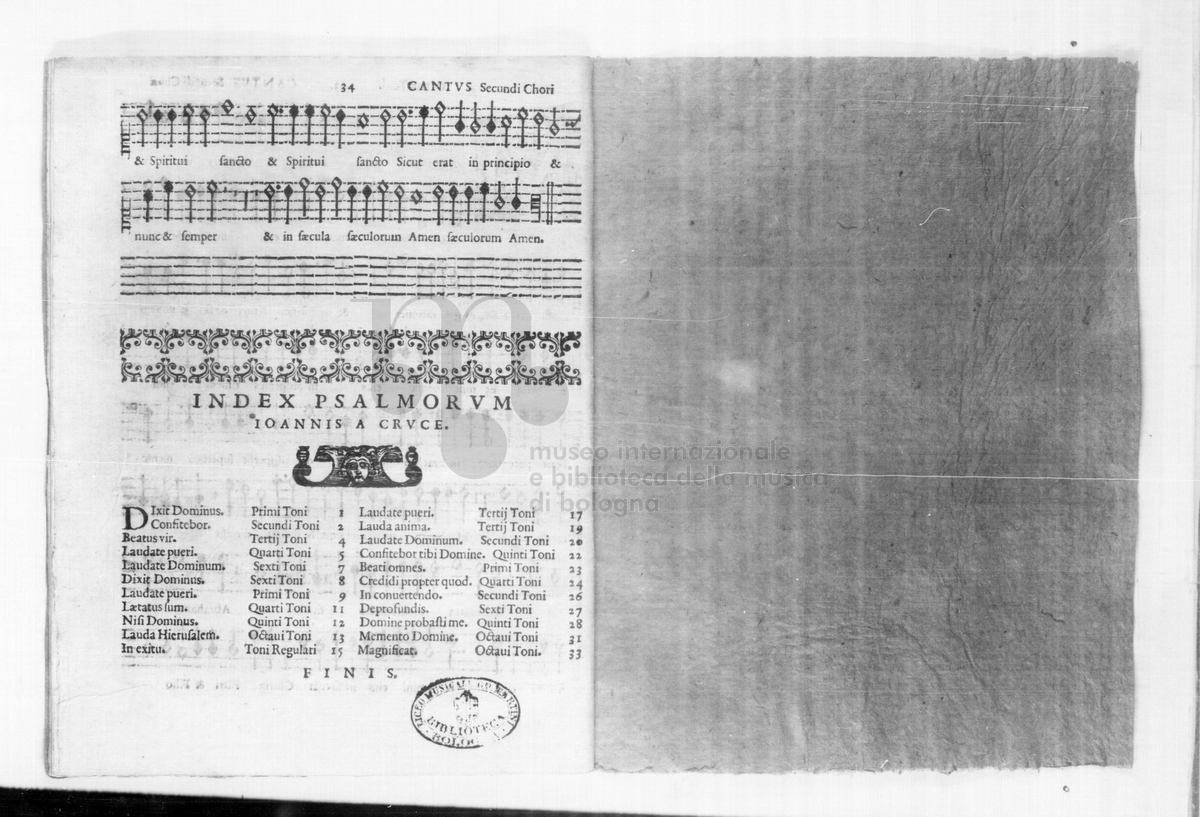 34 CANTVS Secundi Chori
& Spiritui sancto & Spiritui sancto Sicut erat in principio &
nunc & semper & in sæcula sæculorum Amen sæculorum Amen.
INDEX PSALMORVM
IOANNIS A CRVCE.
DIxit Dominus. Primi Toni 1
Confitebor. Secundi Toni 2
Beatus vir. Tertij Toni 4
Laudate pueri. Quarti Toni 5
Laudate Dominum. Sexti Toni 7
Dixit Dominus. Sexti Toni 8
Laudate pueri. Primi Toni 9
Lætatus sum. Quarti Toni 11
Nisi Dominus. Quinti Toni 12
Lauda Hierusalem. Octaui Toni 13
In exitu. Toni Regulari 15
Laudate pueri. Tertij Toni 17
Lauda anima. Tertij Toni 19
Laudate Dominum. Secundi Toni 20
Confitebor tibi Domine. Quinti Toni 22
Beati omnes. Primi Toni 23
Credidi propter quod. Quarti Toni 24
In conuertendo. Secundi Toni 26
Deprofundis. Sexti Toni 27
Domine probasti me. Quinti Toni 28
Memento Domine. Octaui Toni 31
Magnificat. Octaui Toni. 33
FINIS.
LICEO MUSICALE G.B. MARTINI
BIBLIOTECA
museo internazionale
e biblioteca della musica
di bologna